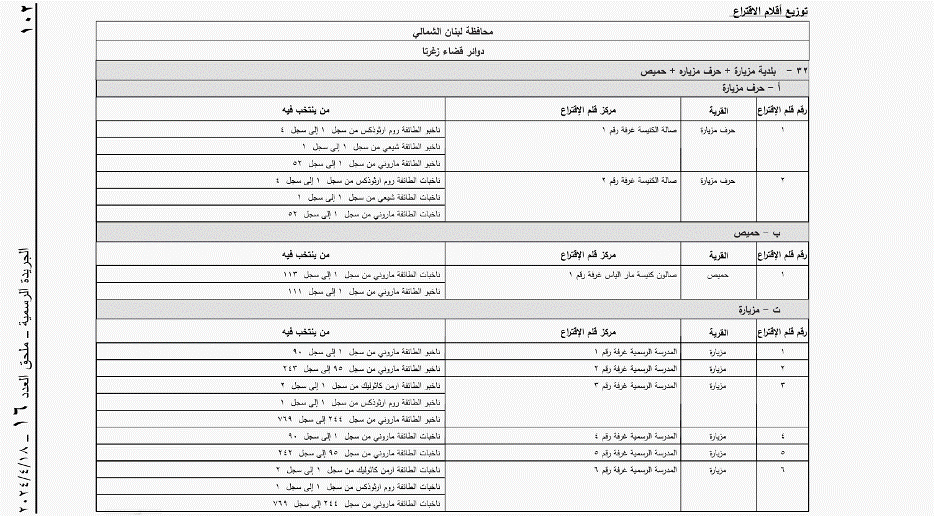 توزيع أقلام الاقتراع
محافظة لبنان الشمالي
دوائر قضاء زغرتا
٣٢ - بلدية مزيارة + حرف مزياره + حميص
أ - حرف مزيارة
رقم قلم الإقتراع القرية مركز قلم الإقتراع من ينتخب فيه
١ حرف مزيارة صالة الكنيسة غرفة رقم ١ ناخبو الطائفة روم ارثوذكس من سجل ١ إلى سجل ٤
ناخبو الطائفة شيعي من سجل ١ إلى سجل ١
ناخبو الطائفة ماروني من سجل ١ إلى سجل ٥٢
٢ حرف مزيارة صالة الكنيسة غرفة رقم ٢ ناخبات الطائفة روم ارثوذكس من سجل ١ إلى سجل ٤
ناخبات الطائفة شيعي من سجل ١ إلى سجل ١
ناخبات الطائفة ماروني من سجل ١ إلى سجل ٥٢
ب - حميص
رقم قلم الإقتراع القرية مركز قلم الإقتراع من ينتخب فيه
١ حميص صالون كنيسة مار الياس غرفة رقم ١ ناخبات الطائفة ماروني من سجل ١ إلى سجل ١١٣
ناخبو الطائفة ماروني من سجل ١ إلى سجل ١١١
ت - مزيارة
رقم قلم الإقتراع القرية مركز قلم الإقتراع من ينتخب فيه
١ مزيارة المدرسة الرسمية غرفة رقم ١ ناخبو الطائفة ماروني من سجل ١ إلى سجل ٩٠
٢ مزيارة المدرسة الرسمية غرفة رقم ٢ ناخبو الطائفة ماروني من سجل ٩٥ إلى سجل ٢٤٣
٣ مزيارة المدرسة الرسمية غرفة رقم ٣ ناخبو الطائفة ارمن كاثوليك من سجل ١ إلى سجل ٢
ناخبو الطائفة روم ارثوذكس من سجل ١ إلى سجل ١
ناخبو الطائفة ماروني من سجل ٢٤٤ إلى سجل ٧٦٩
٤ مزيارة المدرسة الرسمية غرفة رقم ٤ ناخبات الطائفة ماروني من سجل ١ إلى سجل ٩٠
٥ مزيارة المدرسة الرسمية غرفة رقم ٥ ناخبات الطائفة ماروني من سجل ٩٥ إلى سجل ٢٤٢
٦ مزيارة المدرسة الرسمية غرفة رقم ٦ ناخبات الطائفة ارمن كاثوليك من سجل ١ إلى سجل ٢
ناخبات الطائفة روم ارثوذكس من سجل ١ إلى سجل ١
ناخبات الطائفة ماروني من سجل ٢٤٤ إلى سجل ٧٦٩
١٠٢
الجريدة الرسمية – ملحق العدد ١٦ – ٢٠٢٤/٤/١٨